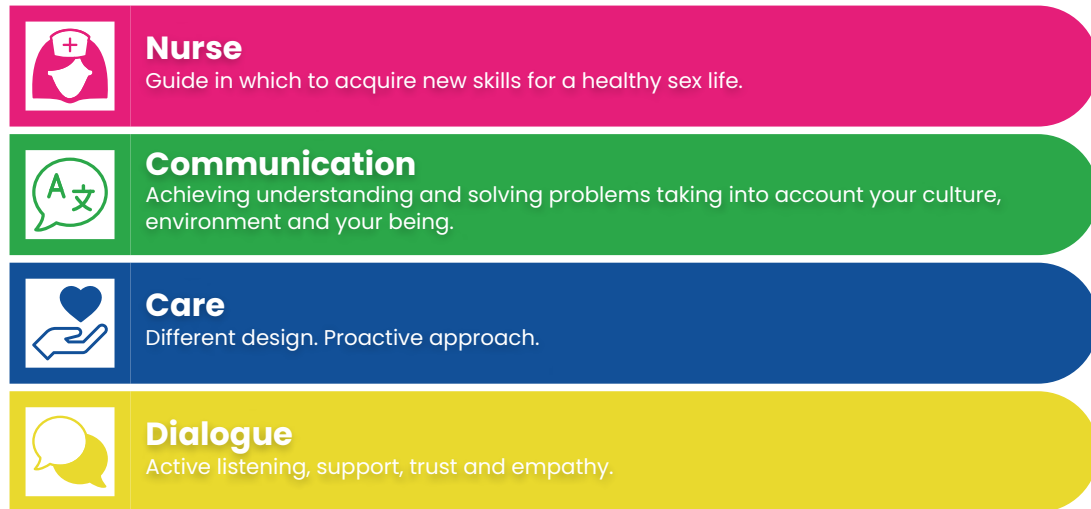 Nurse
Guide in which to acquire new skills for a healthy sex life.
A 文
Communication
Achieving understanding and solving problems taking into account your culture,
environment and your being.
Care
Different design. Proactive approach.
Dialogue
Active listening, support, trust and empathy.